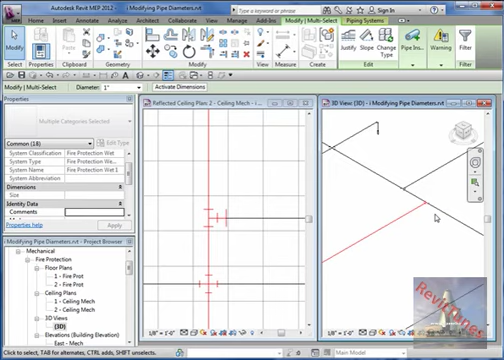 Autodesk Revit MEP 2012 -
i Modifying Pipe Diameters.rvt
Type a keyword or phrase
Home
Insert
Annotate
Analyze
Architect
Collaborate
View
Manage
Add-Ins
Modify | Multi-Select
Piping Systems
Modify
Justify
Slope
Change
Type
Pipe Ins...
Warning
Select
Properties
Clipboard
Geometry
Modify
View
Measure
Create
Edit
Modify | Multi-Select
Diameter: 1"
Activate Dimensions
Properties
Multiple Categories Selected
Common (18)
Edit Type
System Classification
Fire Protection Wet
System Type
Fire Protection Wet
System Name
Fire Protection Wet 1
System Abbreviation
Dimensions
Size
Identity Data
Comments
Properties help
Apply
i Modifying Pipe Diameters.rvt - Project Browser
Mechanical
Fire Protection
Floor Plans
1 - Fire Prot
2 - Fire Prot
Ceiling Plans
1 - Ceiling Mech
2 - Ceiling Mech
3D Views
{3D}
Elevations (Building Elevation)
East - Mech
Reflected Ceiling Plan: 2 - Ceiling Mech - i Modifying Pip...
3D View: {3D} - i Modifying Pipe Diameters.rvt
1/8" = 1'-0"
1/8" = 1'-0"
RevitTunes
Click to select, TAB for alternates, CTRL adds, SHIFT unselects.
Main Model